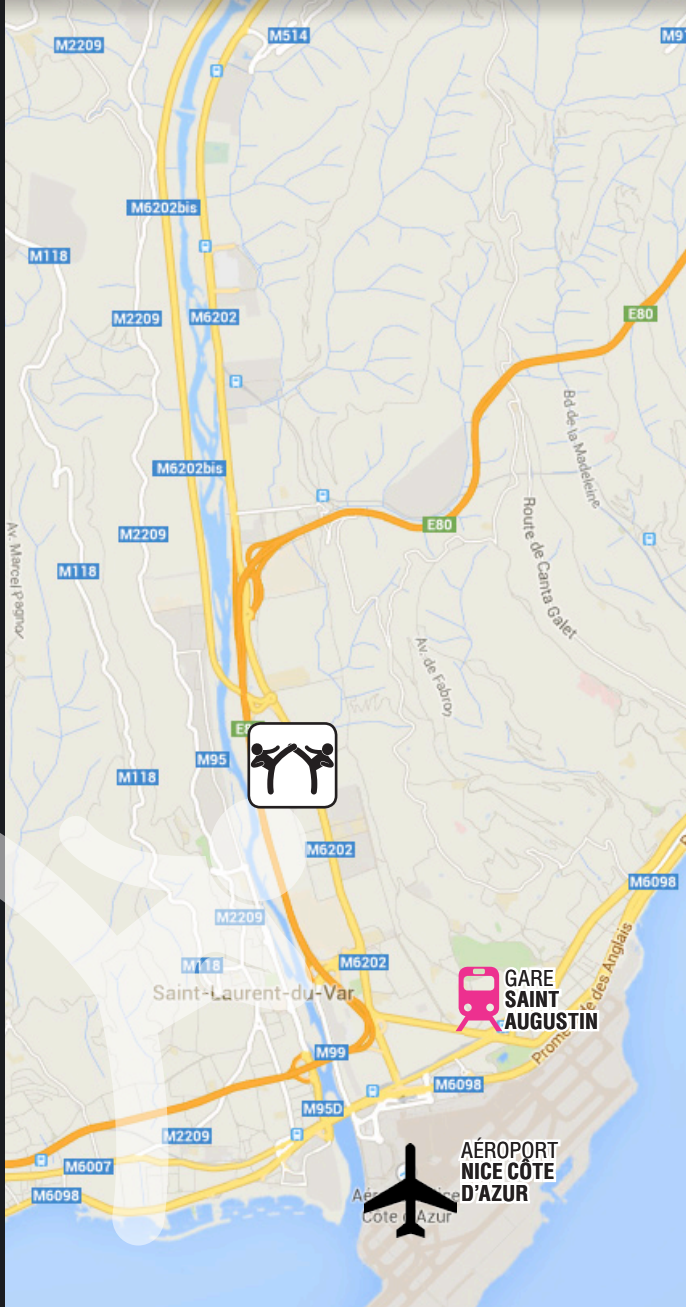 M2209
M514
M6202bis
M118
M2209
M6202
E80
Bd de la Madeleine
M6202bis
E80
M2209
Route de Canta Galet
Av. Marcel Pagnol
M118
Av. de Fabron
M95
M118
M6202
M6098
M2209
M6202
M118
GARE
SAINT
AUGUSTIN
Promenade des Anglais
Saint-Laurent-du-Var
M99
M6098
M95D
M2209
AÉROPORT
NICE CÔTE
D'AZUR
M6007
M6098
Côte d'Azur